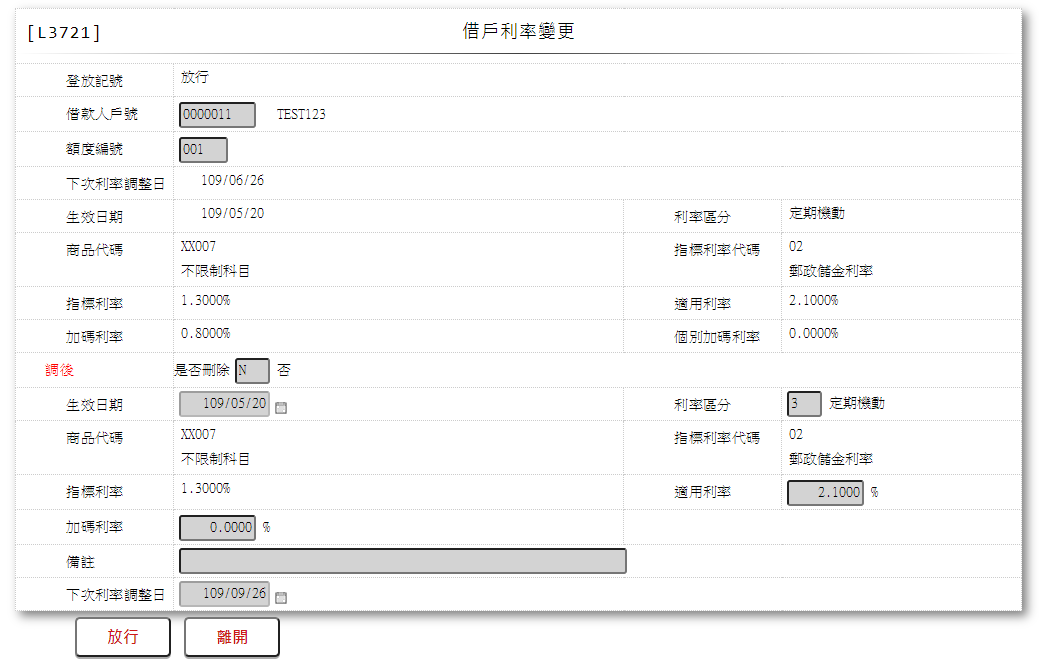 [L3721] 借戶利率變更
登放記號 放行
借款人戶號 0000011 TEST123
額度編號 001
下次利率調整日 109/06/26
生效日期 109/05/20 利率區分 定期機動
商品代碼 XX007 指標利率代碼 02
不限制科目 郵政儲金利率
指標利率 1.3000% 適用利率 2.1000%
加碼利率 0.8000% 個別加碼利率 0.0000%
調後 是否刪除 N 否
生效日期 109/05/20 利率區分 3 定期機動
商品代碼 XX007 指標利率代碼 02
不限制科目 郵政儲金利率
指標利率 1.3000% 適用利率 2.1000 %
加碼利率 0.0000 %
備註
下次利率調整日 109/09/26
放行 離開